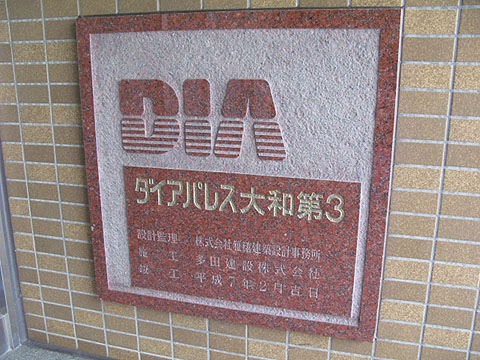 DIA
ダイアパレス大和第3
設計監理 株式会社雅禧建築設計事務所
施工 多田建設株式会社
竣工 平成7年2月吉日